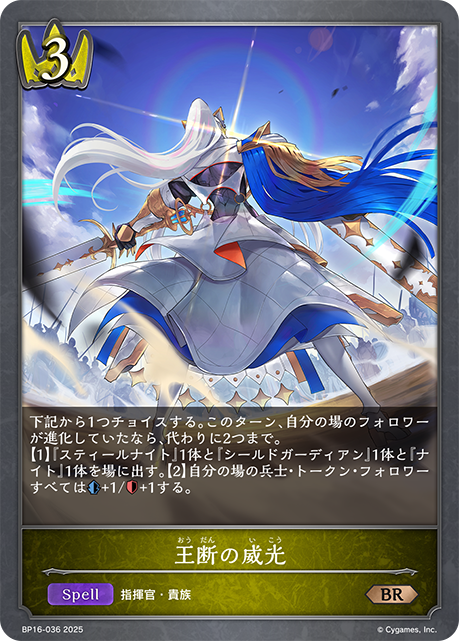 3
下記から1つチョイスする。このターン、自分の場のフォロワー
が進化していたなら、代わりに2つまで。
【1】『スティールナイト』1体と『シールドガーディアン』1体と『ナ
イト』1体を場に出す。【2】自分の場の兵士・トークン・フォロワー
すべては+1/+1する。
おう だん い こう
王断の威光
Spell 指揮官・貴族 BR
BP16-036 2025 © Cygames, Inc.